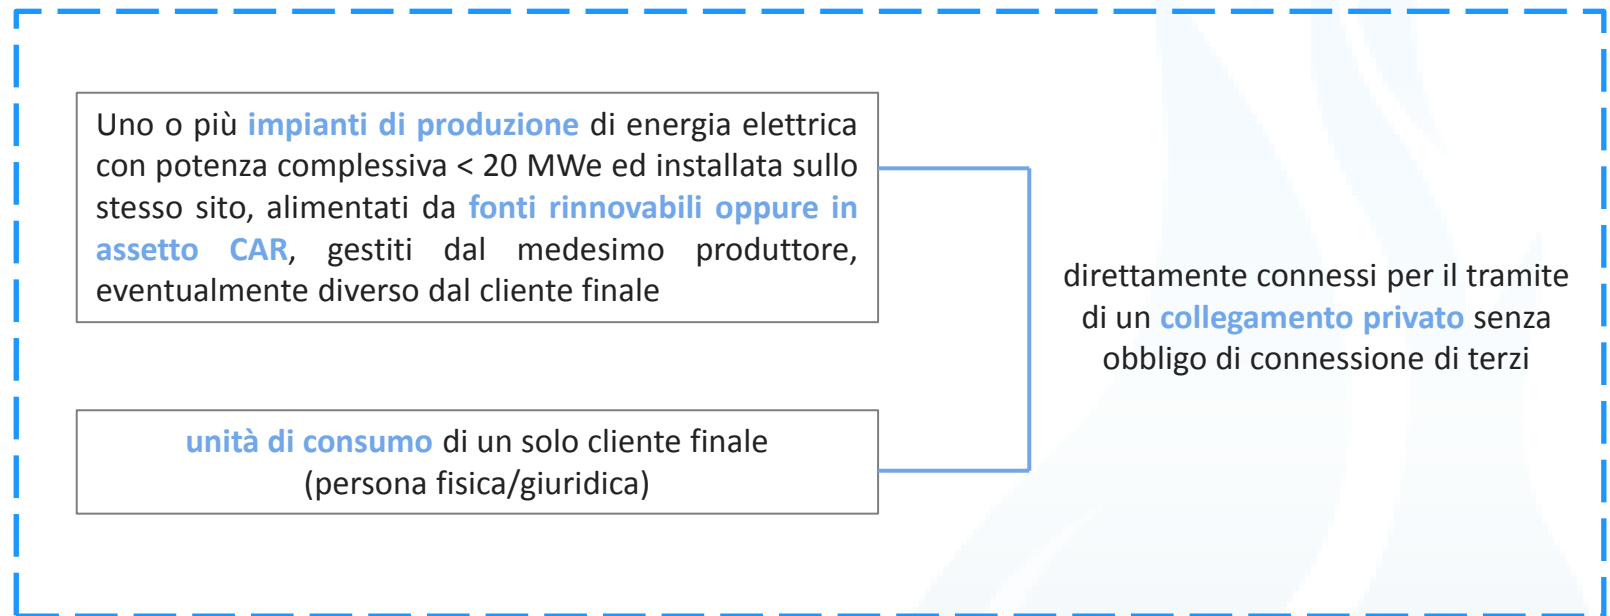 Uno o più impianti di produzione di energia elettrica
con potenza complessiva < 20 MWe ed installata sullo
stesso sito, alimentati da fonti rinnovabili oppure in
assetto CAR, gestiti dal medesimo produttore,
eventualmente diverso dal cliente finale
direttamente connessi per il tramite
di un collegamento privato senza
obbligo di connessione di terzi
unità di consumo di un solo cliente finale
(persona fisica/giuridica)